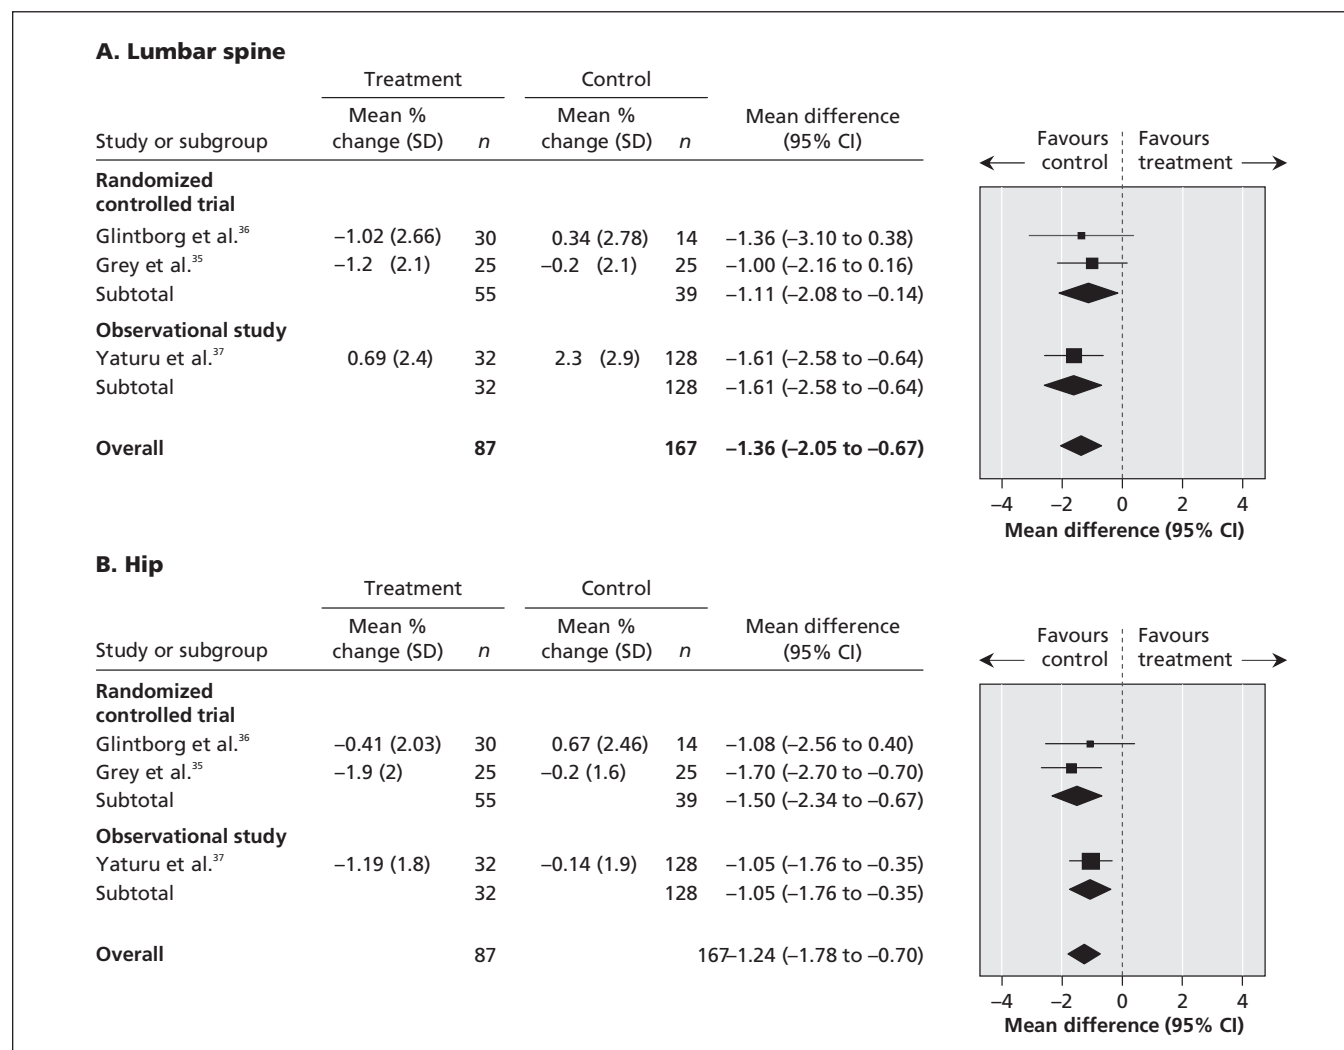 A. Lumbar spine
Treatment Control
Mean % Mean % Mean difference
Study or subgroup change (SD) n change (SD) n (95% CI)
Favours Favours
control treatment
Randomized
controlled trial
Glintborg et al.36 –1.02 (2.66) 30 0.34 (2.78) 14 –1.36 (–3.10 to 0.38)
Grey et al.35 –1.2 (2.1) 25 –0.2 (2.1) 25 –1.00 (–2.16 to 0.16)
Subtotal 55 39 –1.11 (–2.08 to –0.14)
Observational study
Yaturu et al.37 0.69 (2.4) 32 2.3 (2.9) 128 –1.61 (–2.58 to –0.64)
Subtotal 32 128 –1.61 (–2.58 to –0.64)
Overall 87 167 –1.36 (–2.05 to –0.67)
–4 –2 0 2 4
Mean difference (95% CI)
B. Hip
Treatment Control
Mean % Mean % Mean difference
Study or subgroup change (SD) n change (SD) n (95% CI)
Favours Favours
control treatment
Randomized
controlled trial
Glintborg et al.36 –0.41 (2.03) 30 0.67 (2.46) 14 –1.08 (–2.56 to 0.40)
Grey et al.35 –1.9 (2) 25 –0.2 (1.6) 25 –1.70 (–2.70 to –0.70)
Subtotal 55 39 –1.50 (–2.34 to –0.67)
Observational study
Yaturu et al.37 –1.19 (1.8) 32 –0.14 (1.9) 128 –1.05 (–1.76 to –0.35)
Subtotal 32 128 –1.05 (–1.76 to –0.35)
Overall 87 167–1.24 (–1.78 to –0.70)
–4 –2 0 2 4
Mean difference (95% CI)